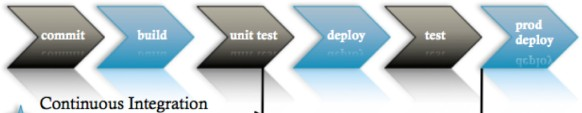 commit
build
unit test
deploy
test
prod
deploy
Continuous Integration